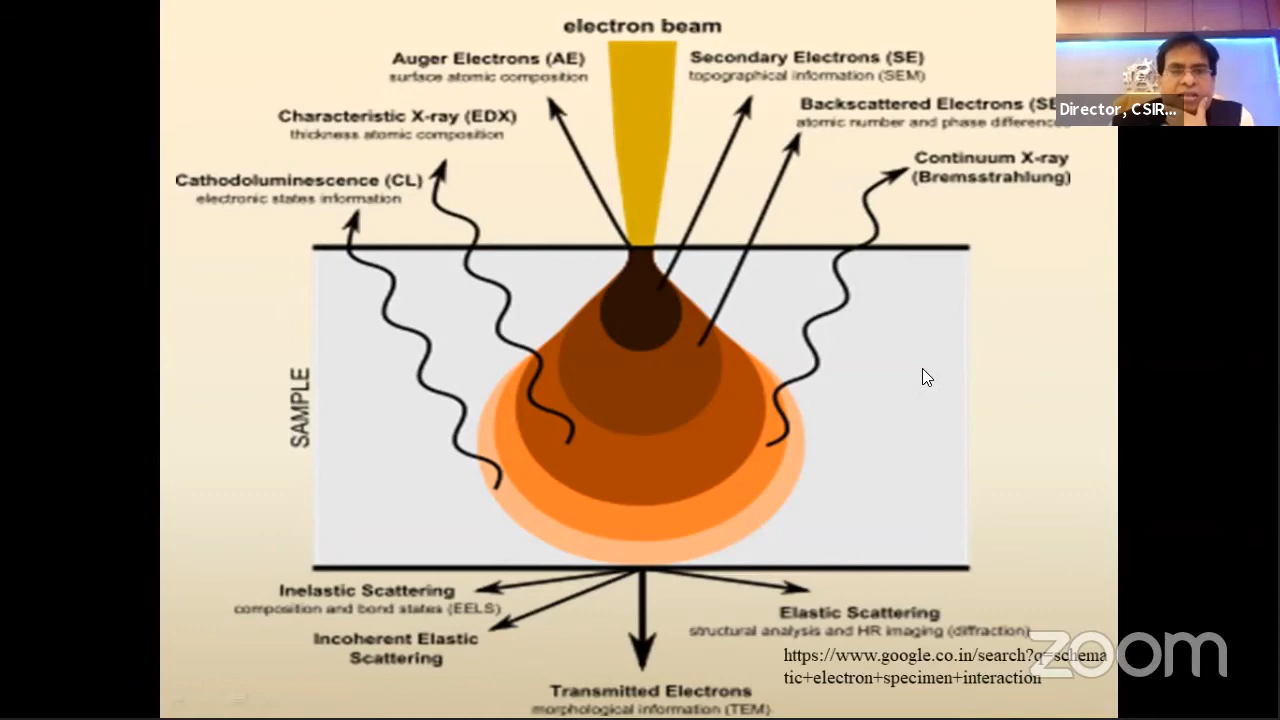 electron beam
Auger Electrons (AE)
surface atomic composition
Secondary Electrons (SE)
topographical information (SEM)
Characteristic X-ray (EDX)
thickness atomic composition
Backscattered Electrons
atomic number and phase differences
Director, CSIR...
Cathodoluminescence (CL)
electronic states information
Continuum X-ray
(Bremsstrahlung)
SAMPLE
Inelastic Scattering
composition and bond states (EELS)
Incoherent Elastic
Scattering
Elastic Scattering
structural analysis and HR imaging (diffraction)
https://www.google.co.in/search?q=schema
tic+electron+specimen+interaction
zoom
Transmitted Electrons
morphological information (TEM)